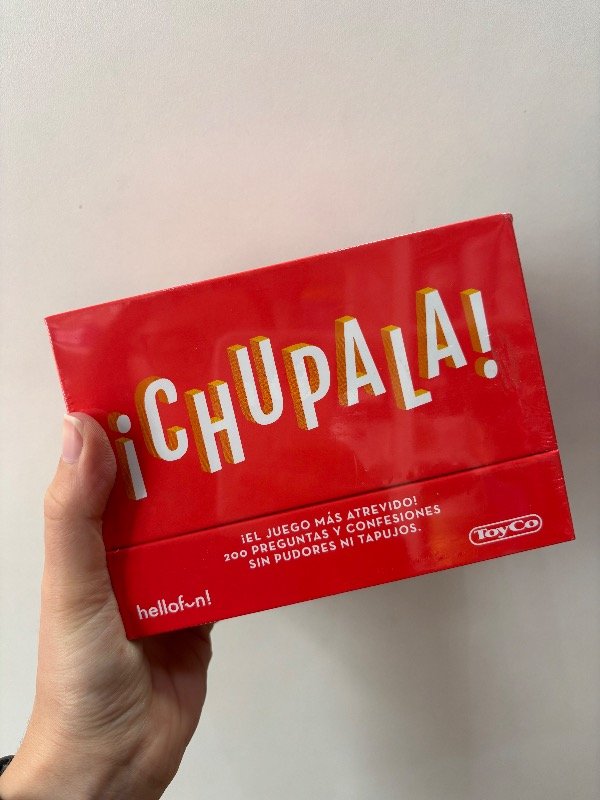 ¡CHUPALA!
¡EL JUEGO MÁS ATREVIDO!
200 PREGUNTAS Y CONFESIONES
SIN PUDORES NI TAPUJOS.
ToyCo
hellofun!